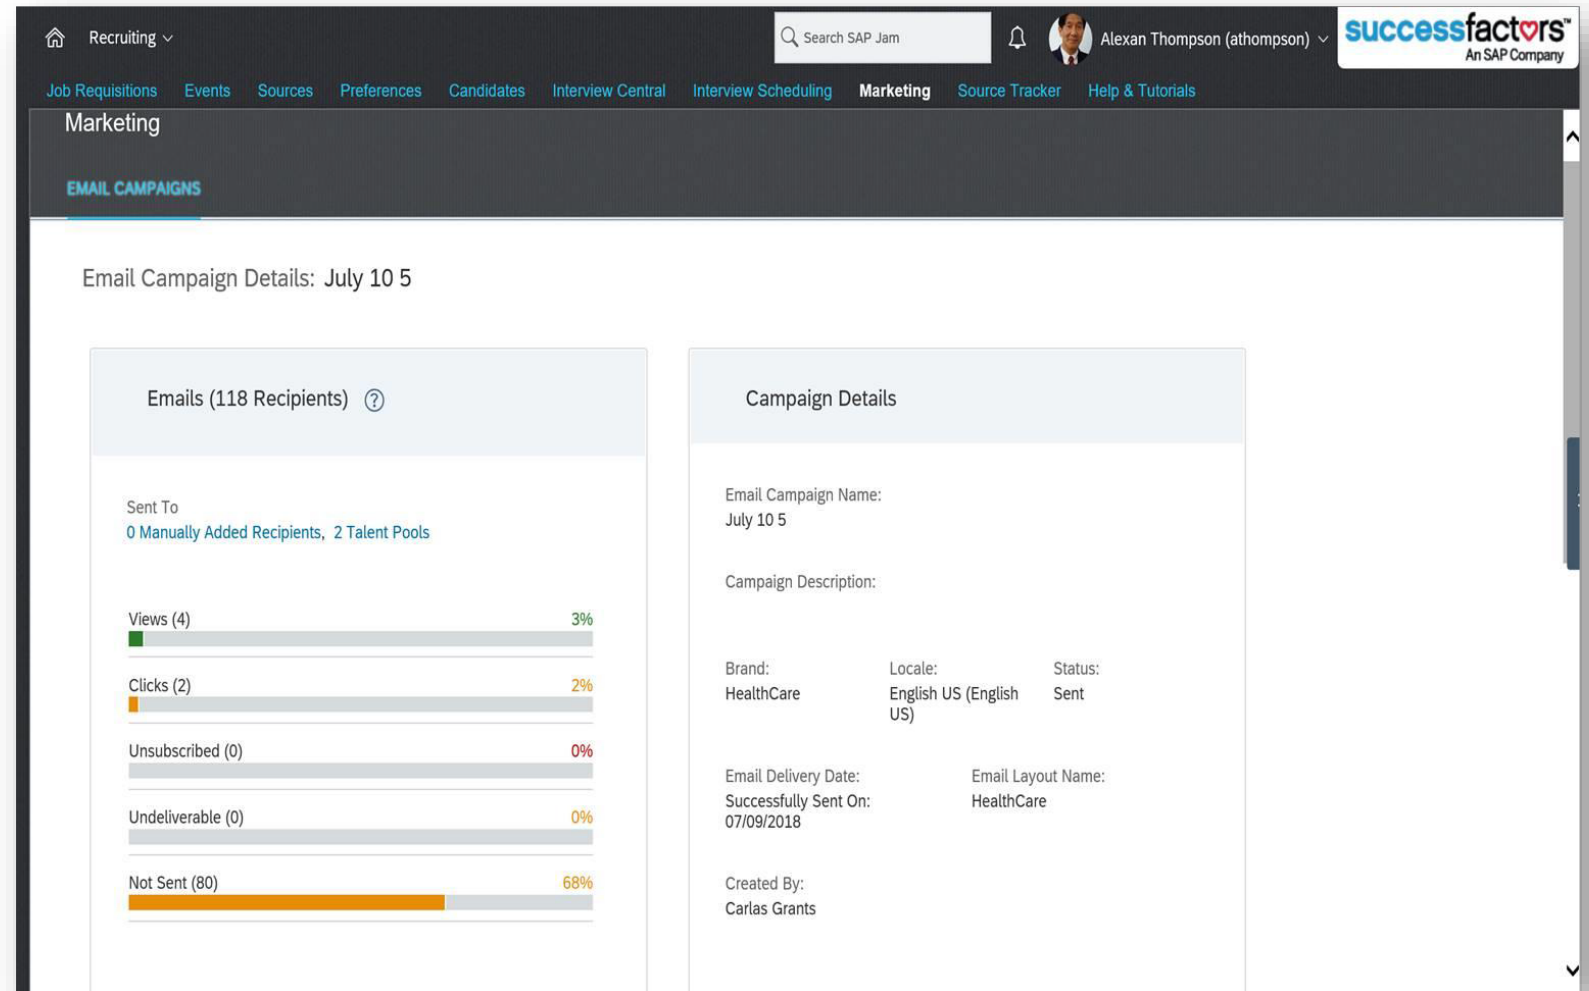 Recruiting
Search SAP Jam
Alexan Thompson (athompson)
successfactors™
An SAP Company
Job Requisitions Events Sources Preferences Candidates Interview Central Interview Scheduling Marketing Source Tracker Help & Tutorials
Marketing
EMAIL CAMPAIGNS
Email Campaign Details: July 10 5
Emails (118 Recipients) ?
Sent To
0 Manually Added Recipients, 2 Talent Pools
Views (4) 3%
Clicks (2) 2%
Unsubscribed (0) 0%
Undeliverable (0) 0%
Not Sent (80) 68%
Campaign Details
Email Campaign Name:
July 10 5
Campaign Description:
Brand: Locale: Status:
HealthCare English US (English Sent
US)
Email Delivery Date: Email Layout Name:
Successfully Sent On: HealthCare
07/09/2018
Created By:
Carlas Grants